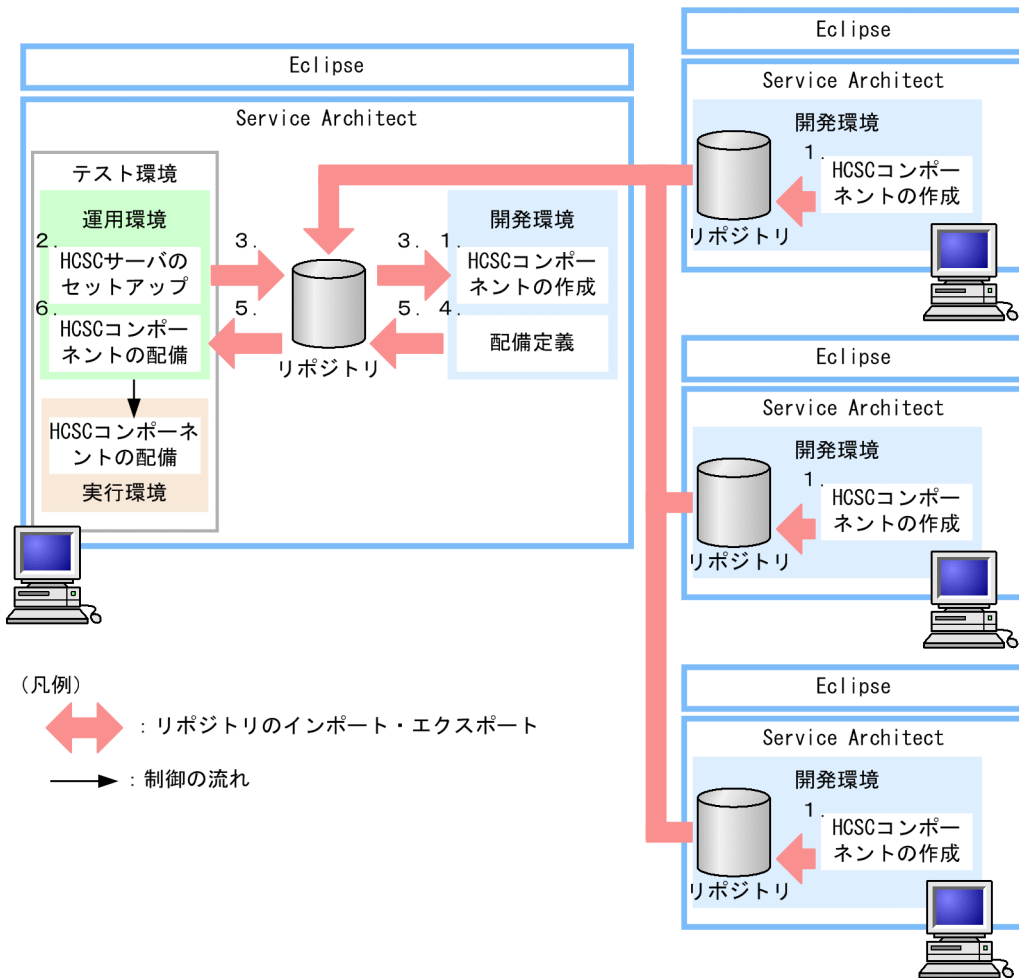 Eclipse
Service Architect
テスト環境
運用環境
2.
HCSCサーバの
セットアップ
3.
6.
HCSCコンポー
ネントの配備
5.
HCSCコンポーネ
ントの配備
実行環境
リポジトリ
開発環境
3.
1.
HCSCコンポー
ネントの作成
5.
4.
配備定義
Eclipse
Service Architect
開発環境
1.
HCSCコンポー
ネントの作成
リポジトリ
Eclipse
Service Architect
開発環境
1.
HCSCコンポー
ネントの作成
リポジトリ
Eclipse
Service Architect
開発環境
1.
HCSCコンポー
ネントの作成
リポジトリ
(凡例)
:リポジトリのインポート・エクスポート
:制御の流れ